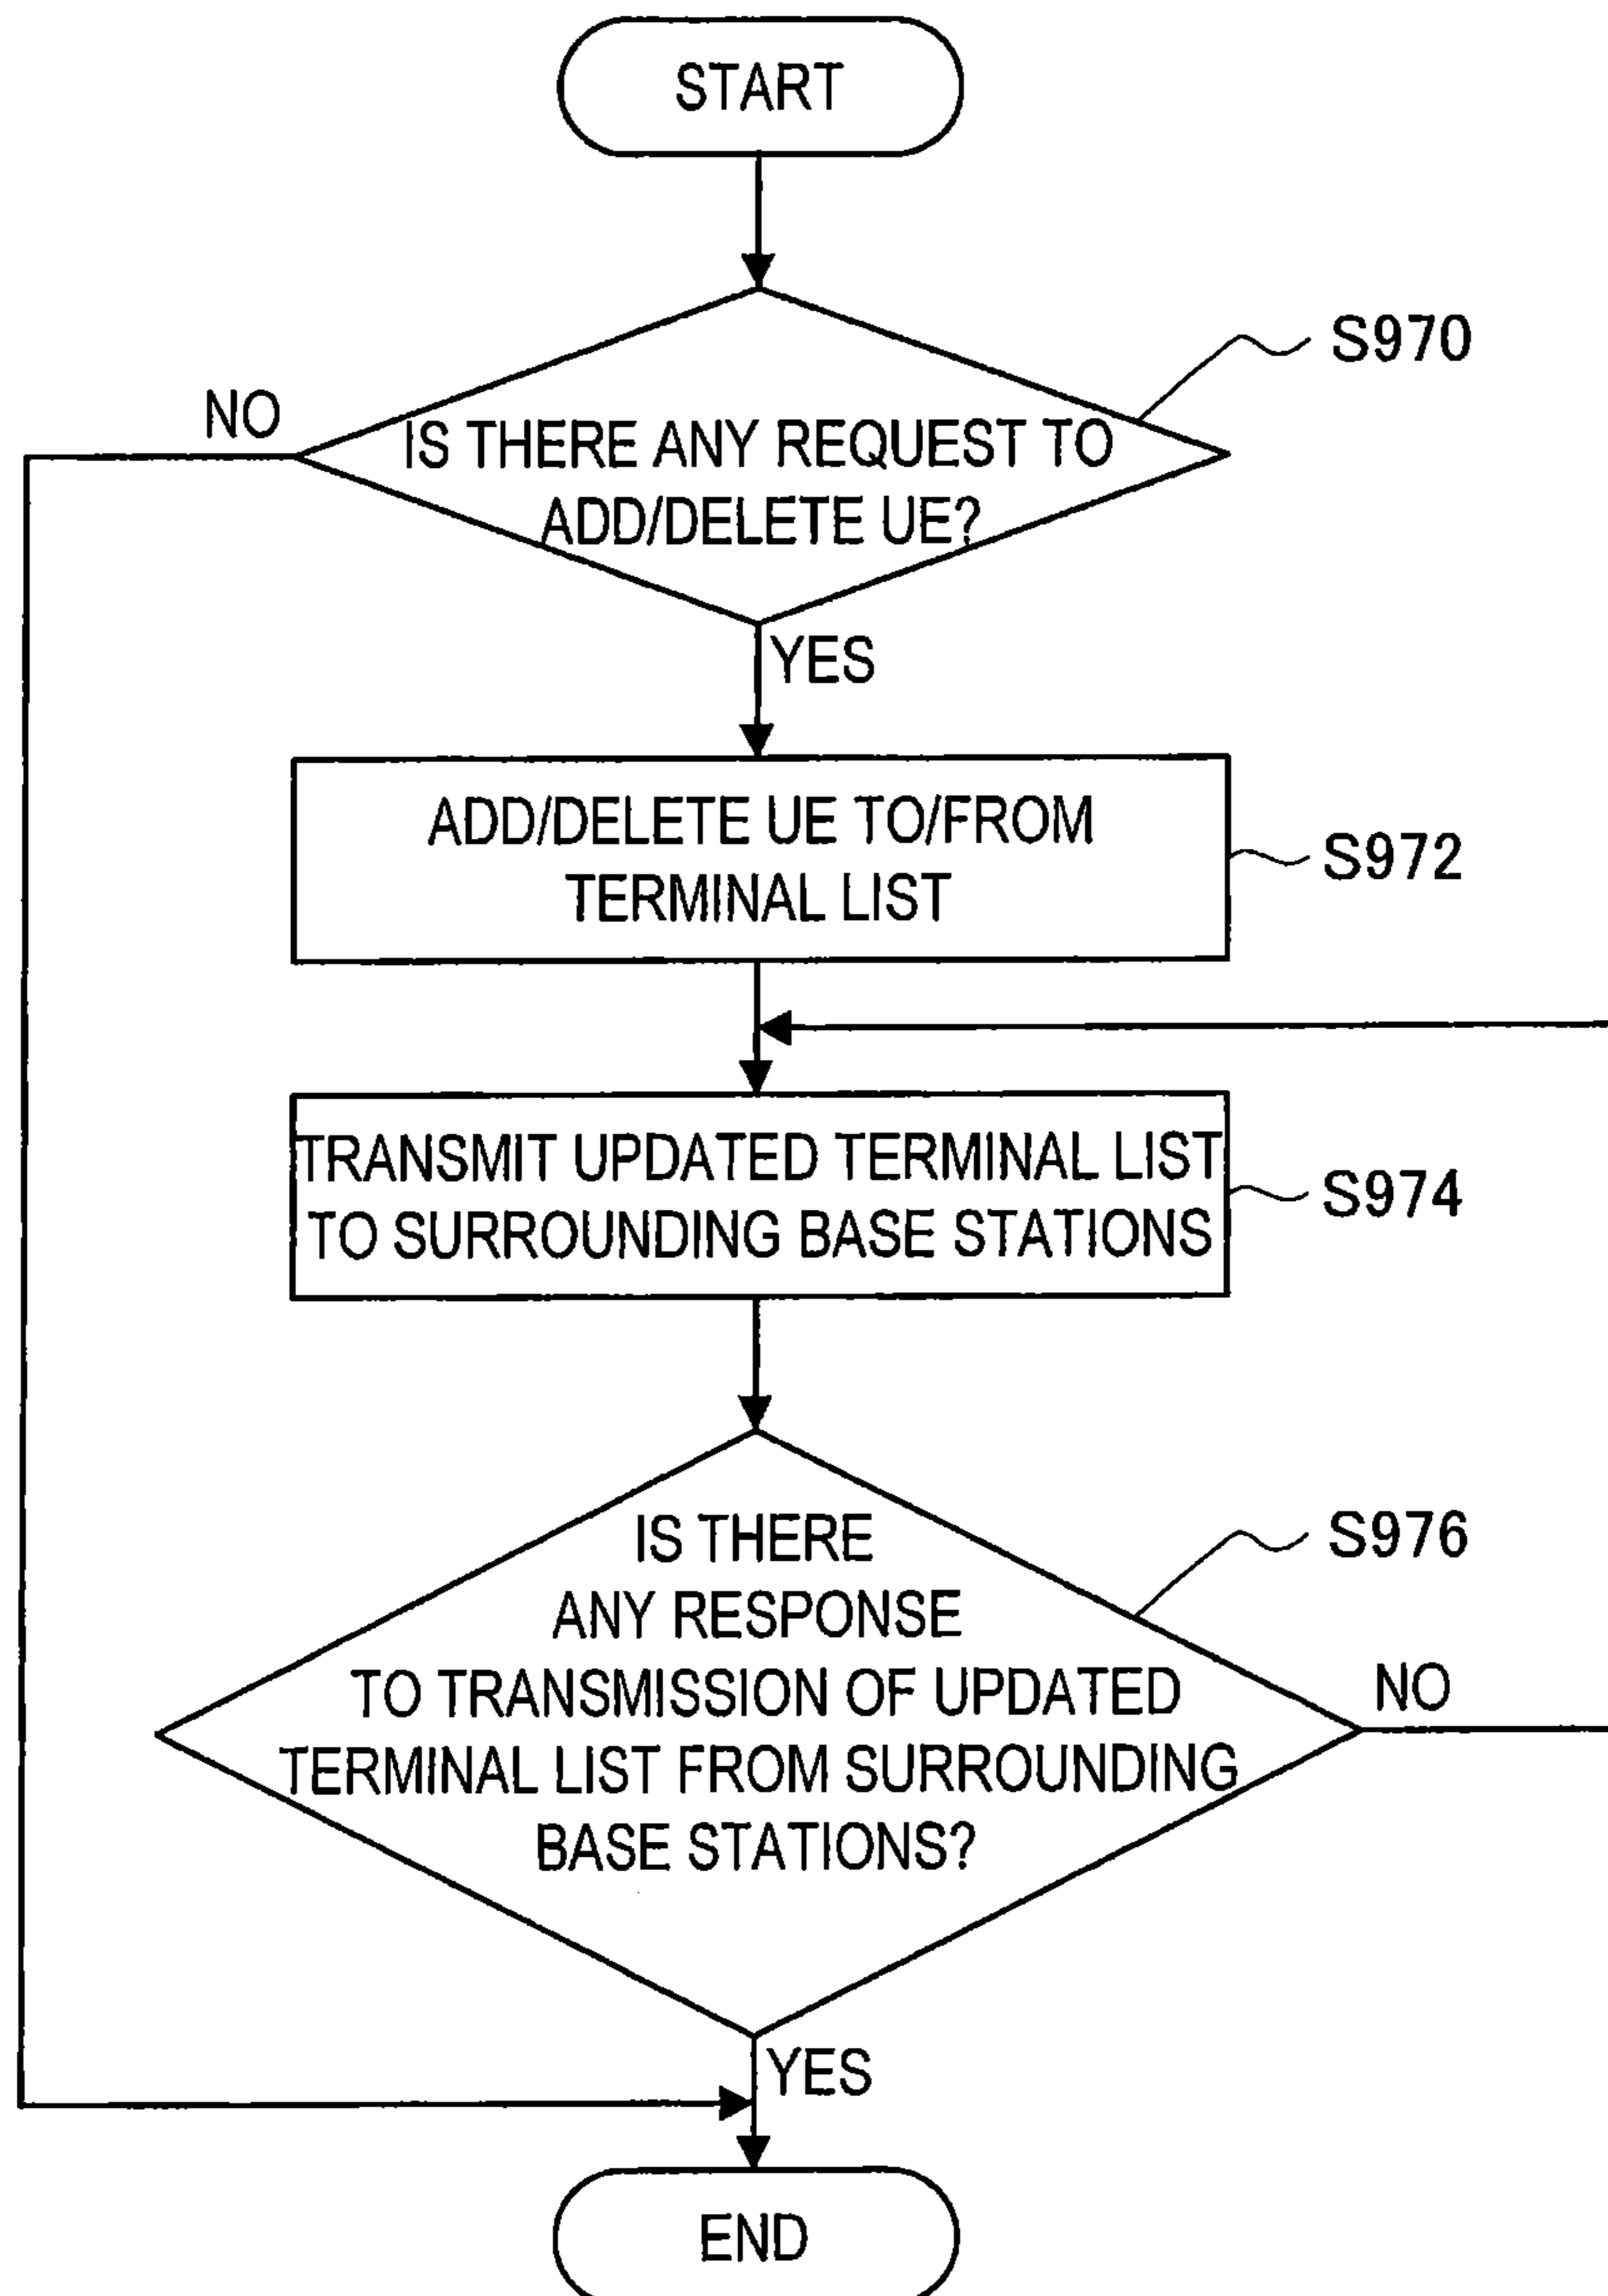 START
S970
NO
IS THERE ANY REQUEST TO
ADD/DELETE UE?
YES
ADD/DELETE UE TO/FROM
TERMINAL LIST
S972
TRANSMIT UPDATED TERMINAL LIST
TO SURROUNDING BASE STATIONS
S974
IS THERE
ANY RESPONSE
TO TRANSMISSION OF UPDATED
TERMINAL LIST FROM SURROUNDING
BASE STATIONS?
S976
NO
YES
END